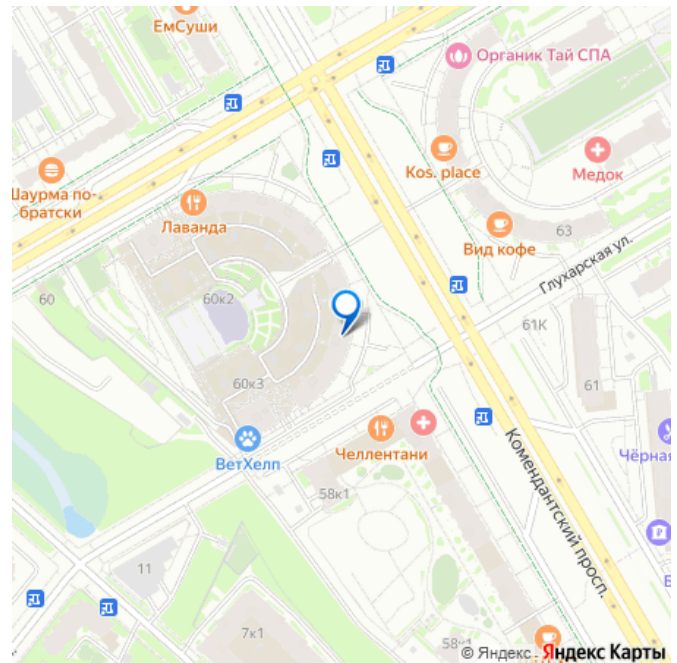 ЕмСуши
Органик Тай СПА
Kos. place
Медок
Шаурма по-
братски
Лаванда
Вид кофе
63
Глухарская ул.
60
60к2
61К
60к3
61
Челлентани
Чёрная
ВетХелп
Комендантский просп.
58к1
11
7к1
58к1
© Яндекс Яндекс Карты